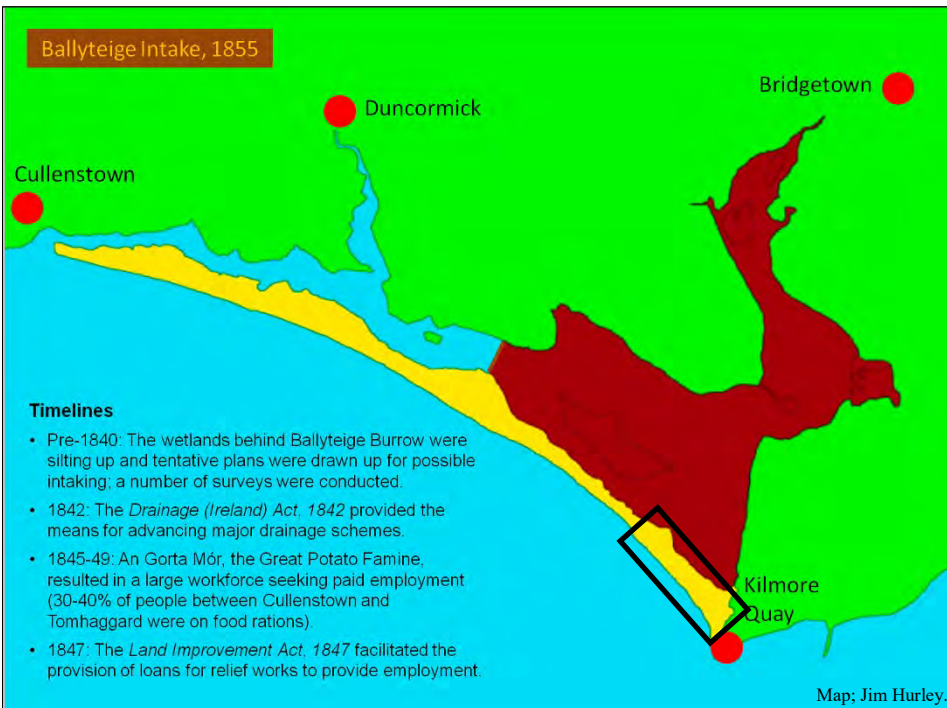 Ballyteige Intake, 1855
Bridgetown
Duncormick
Cullenstown
Timelines
• Pre-1840: The wetlands behind Ballyteige Burrow were
silting up and tentative plans were drawn up for possible
intaking; a number of surveys were conducted.
• 1842: The Drainage (Ireland) Act, 1842 provided the
means for advancing major drainage schemes.
• 1845-49: An Gorta Mór, the Great Potato Famine,
resulted in a large workforce seeking paid employment
(30-40% of people between Cullenstown and
Tomhaggard were on food rations).
• 1847: The Land Improvement Act, 1847 facilitated the
provision of loans for relief works to provide employment.
Kilmore
Quay
Map; Jim Hurley.